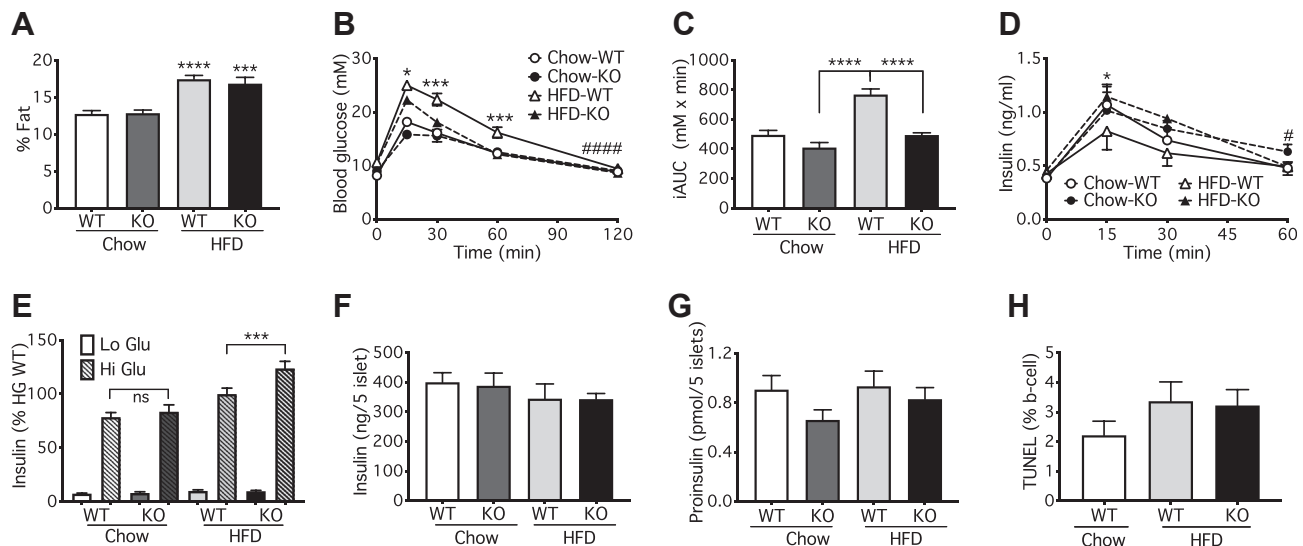 A
% Fat
20
15
10
5
0
****
***
WT KO WT KO
Chow HFD
B
Blood glucose (mM)
30
20
10
0
*
***
***
####
Chow-WT
Chow-KO
HFD-WT
HFD-KO
0 30 60 90 120
Time (min)
C
iAUC (mM x min)
1000
800
600
400
200
0
**** ****
WT KO WT KO
Chow HFD
D
Insulin (ng/ml)
1.5
1.0
0.5
0.0
*
#
Chow-WT HFD-WT
Chow-KO HFD-KO
0 15 30 45 60
Time (min)
E
Insulin (% HG WT)
150
100
50
0
Lo Glu
Hi Glu
ns
***
WT KO WT KO
Chow HFD
F
Insulin (ng/5 islet)
500
400
300
200
100
0
WT KO WT KO
Chow HFD
G
Proinsulin (pmol/5 islets)
1.2
0.8
0.4
0.0
WT KO WT KO
Chow HFD
H
TUNEL (% b-cell)
5
4
3
2
1
0
WT WT KO
Chow HFD